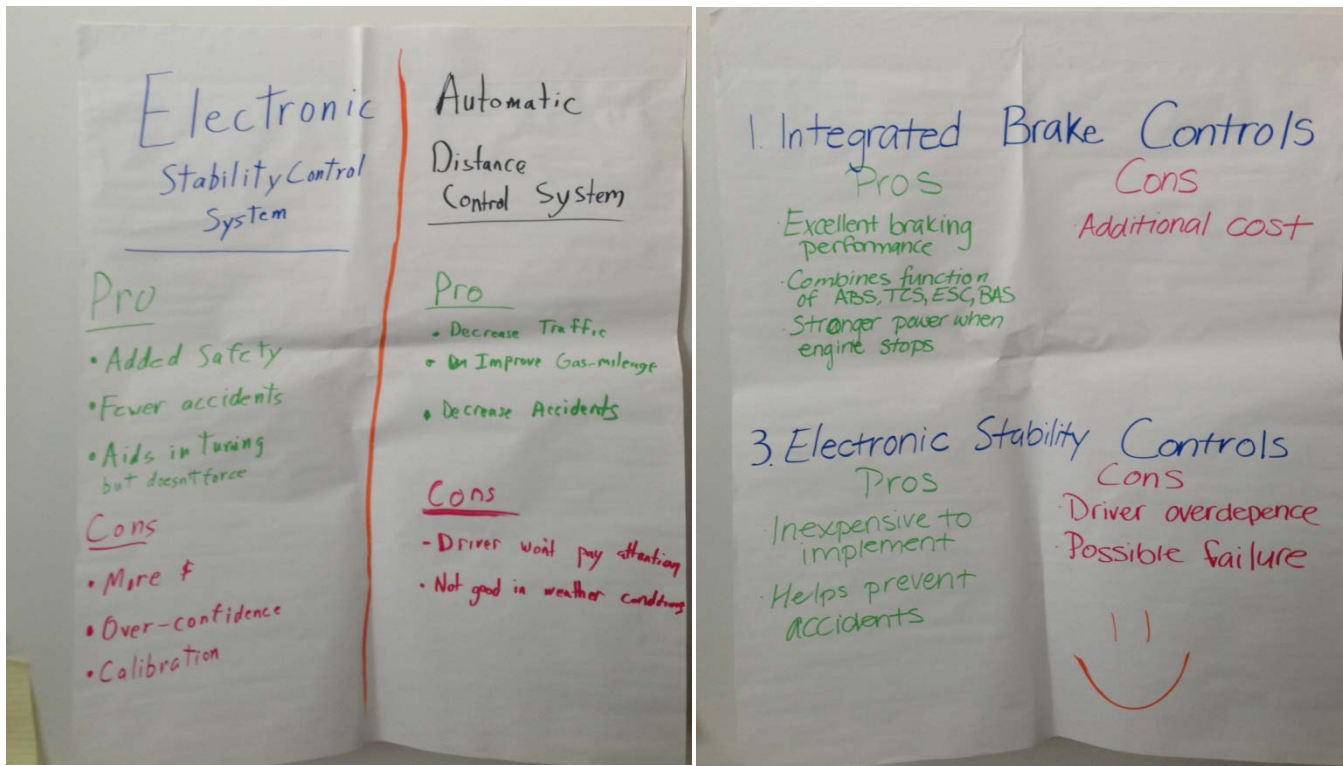 Electronic
Stability Control
System
Pro
• Added Safety
• Fewer accidents
• Aids in Tuning
but doesn't force
Cons
• More $
• Over-confidence
• Calibration
Automatic
Distance
Control System
Pro
• Decrease Traffic
• Improve Gas-mileage
• Decrease Accidents
Cons
- Driver won't pay attention
• Not good in weather conditions
1. Integrated Brake Controls
Pros
· Excellent braking
performance
· Combines function
of ABS, TCS, ESC, BAS
· Stronger power when
engine stops
Cons
· Additional cost
3. Electronic Stability Controls
Pros
· Inexpensive to
implement
· Helps prevent
accidents
Cons
· Driver overdepence
· Possible failure